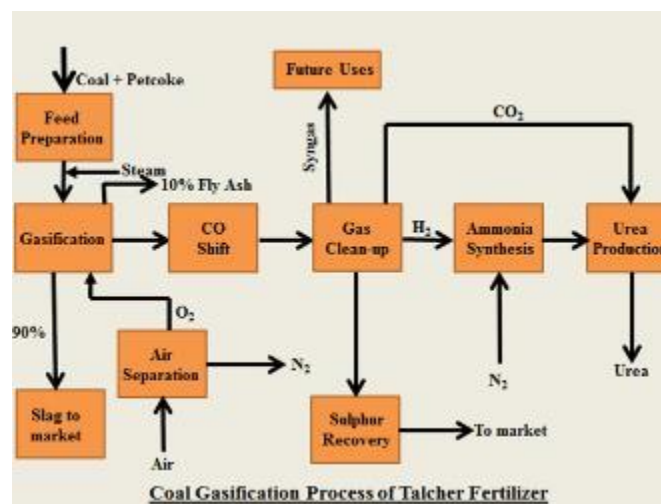 Coal + Petcoke
Feed
Preparation
Steam
10% Fly Ash
Future Uses
Syngas
CO₂
Gasification
CO
Shift
Gas
Clean-up
H₂
Ammonia
Synthesis
Urea
Production
O₂
90%
Air
Separation
N₂
N₂
Urea
Slag to
market
Air
Sulphur
Recovery
To market
Coal Gasification Process of Talcher Fertilizer